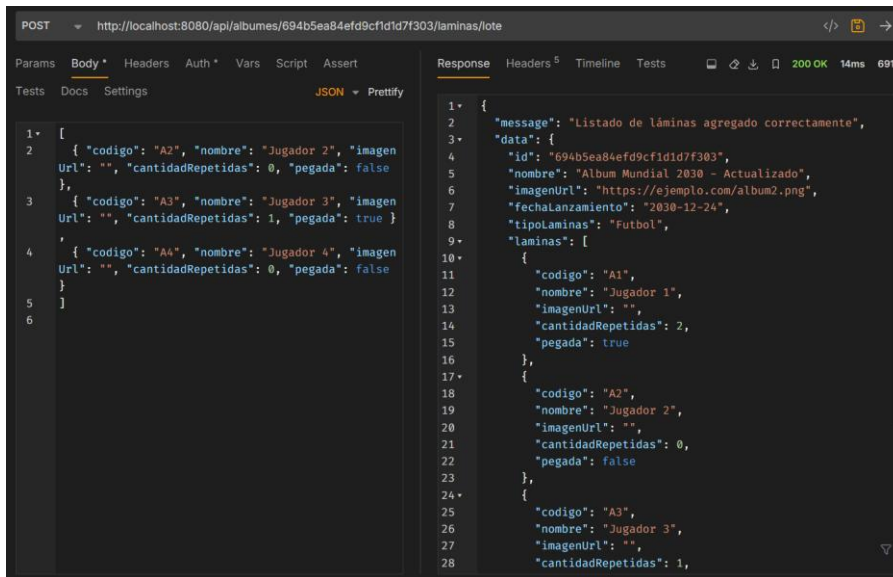 POST http://localhost:8080/api/albumes/694b5ea84efd9cf1d1d7f303/laminas/lote </>
Params Body Headers Auth Vars Script Assert
Tests Docs Settings JSON Prettify
1 [
2 { "codigo": "A2", "nombre": "Jugador 2", "imagen
Url": "", "cantidadRepetidas": 0, "pegada": false
},
3 { "codigo": "A3", "nombre": "Jugador 3", "imagen
Url": "", "cantidadRepetidas": 1, "pegada": true }
,
4 { "codigo": "A4", "nombre": "Jugador 4", "imagen
Url": "", "cantidadRepetidas": 0, "pegada": false
}
5 ]
6
Response Headers 5 Timeline Tests 200 OK 14ms 691
1 {
2 "message": "Listado de láminas agregado correctamente",
3 "data": {
4 "id": "694b5ea84efd9cf1d1d7f303",
5 "nombre": "Album Mundial 2030 - Actualizado",
6 "imagenUrl": "https://ejemplo.com/album2.png",
7 "fechaLanzamiento": "2030-12-24",
8 "tipoLaminas": "Futbol",
9 "laminas": [
10 {
11 "codigo": "A1",
12 "nombre": "Jugador 1",
13 "imagenUrl": "",
14 "cantidadRepetidas": 2,
15 "pegada": true
16 },
17 {
18 "codigo": "A2",
19 "nombre": "Jugador 2",
20 "imagenUrl": "",
21 "cantidadRepetidas": 0,
22 "pegada": false
23 },
24 {
25 "codigo": "A3",
26 "nombre": "Jugador 3",
27 "imagenUrl": "",
28 "cantidadRepetidas": 1,